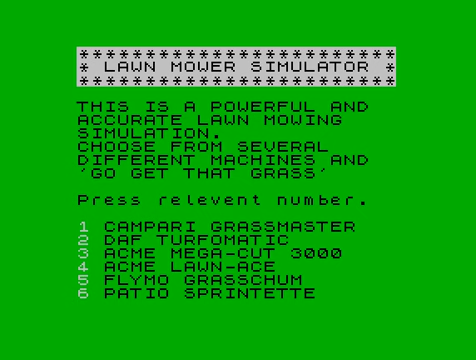 ************************
* LAWN MOWER SIMULATOR *
************************
THIS IS A POWERFUL AND
ACCURATE LAWN MOWING
SIMULATION.
CHOOSE FROM SEVERAL
DIFFERENT MACHINES AND
'GO GET THAT GRASS'
Press relevent number.
1 CAMPARI GRASSMASTER
2 DAF TURFOMATIC
3 ACME MEGA-CUT 3000
4 ACME LAWN-ACE
5 FLYMO GRASSCHUM
6 PATIO SPRINTETTE